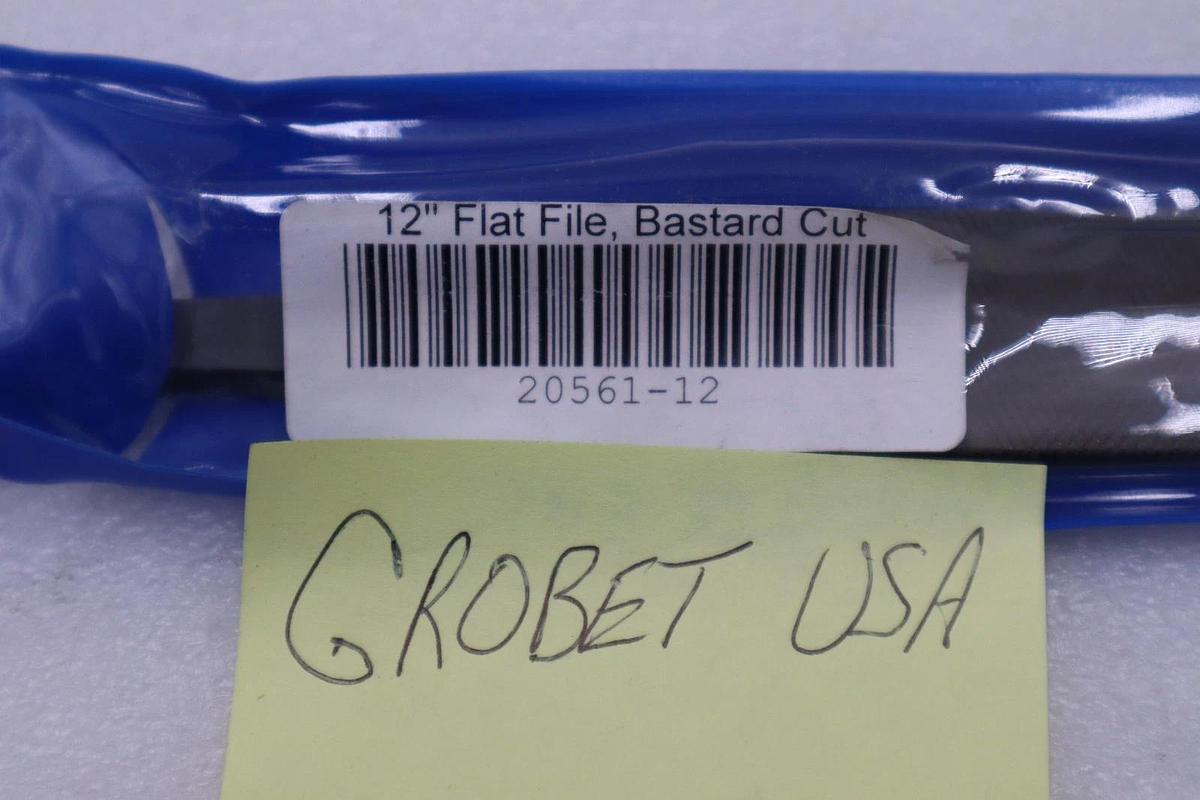 12" Flat File, Bastard Cut
20561-12
GROBET USA